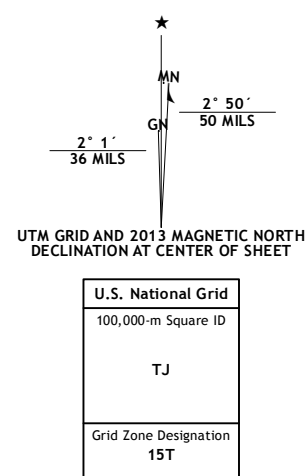 ★
MN
GN
2° 50´
50 MILS
2° 1´
36 MILS
UTM GRID AND 2013 MAGNETIC NORTH
DECLINATION AT CENTER OF SHEET
U.S. National Grid
100,000-m Square ID
TJ
Grid Zone Designation
15T